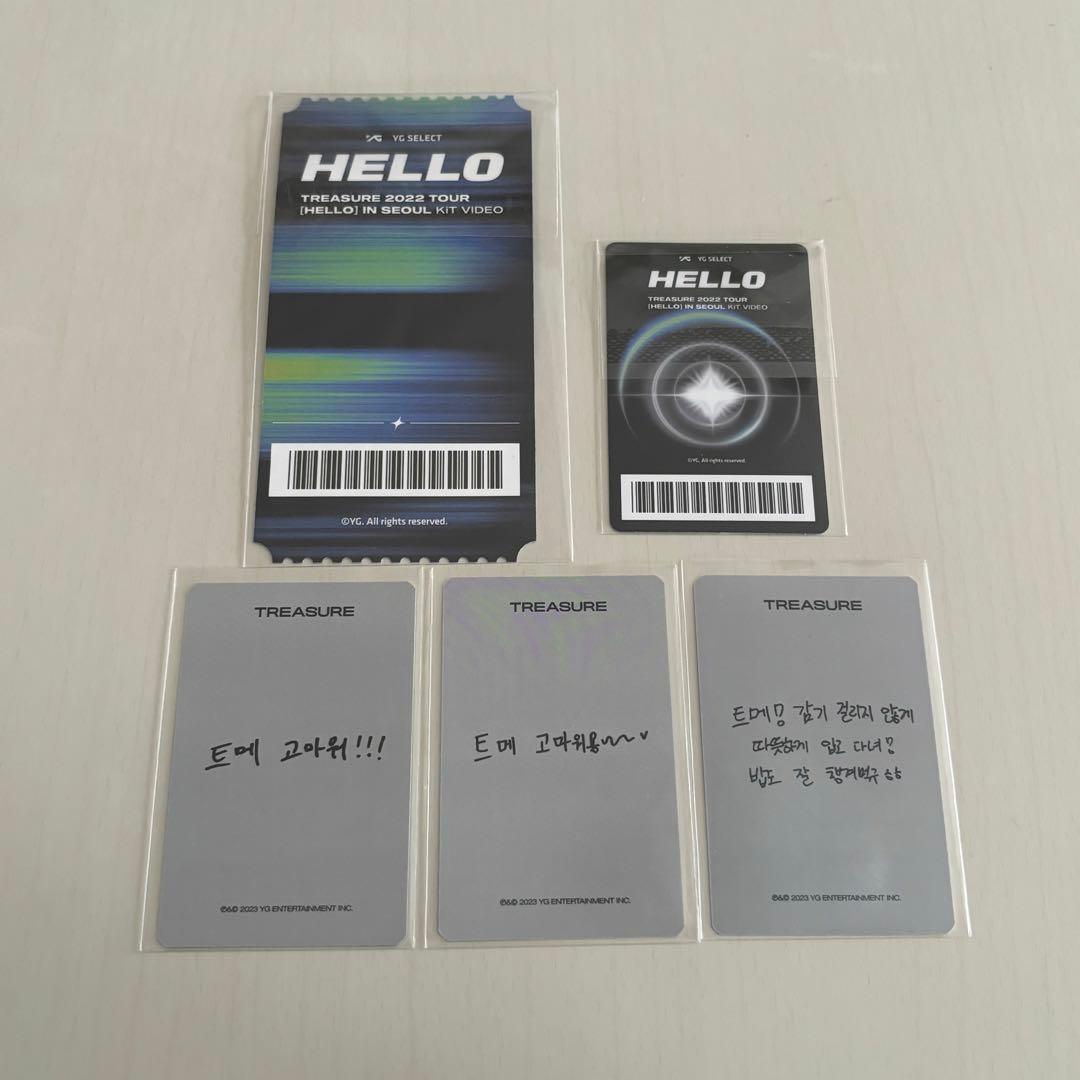 YG YG SELECT
HELLO
TREASURE 2022 TOUR
[HELLO] IN SEOUL KiT VIDEO
©YG. All rights reserved.
YG YG SELECT
HELLO
TREASURE 2022 TOUR
[HELLO] IN SEOUL KiT VIDEO
©YG. All rights reserved.
TREASURE
트메 고마워!!!
℗&© 2023 YG ENTERTAINMENT INC.
TREASURE
트메 고마워용~~♥
℗&© 2023 YG ENTERTAINMENT INC.
TREASURE
트메! 감기 걸리지 않게
따뜻하게 입고 다녀!
밥도 잘 챙겨먹구 ㅎㅎ
℗&© 2023 YG ENTERTAINMENT INC.